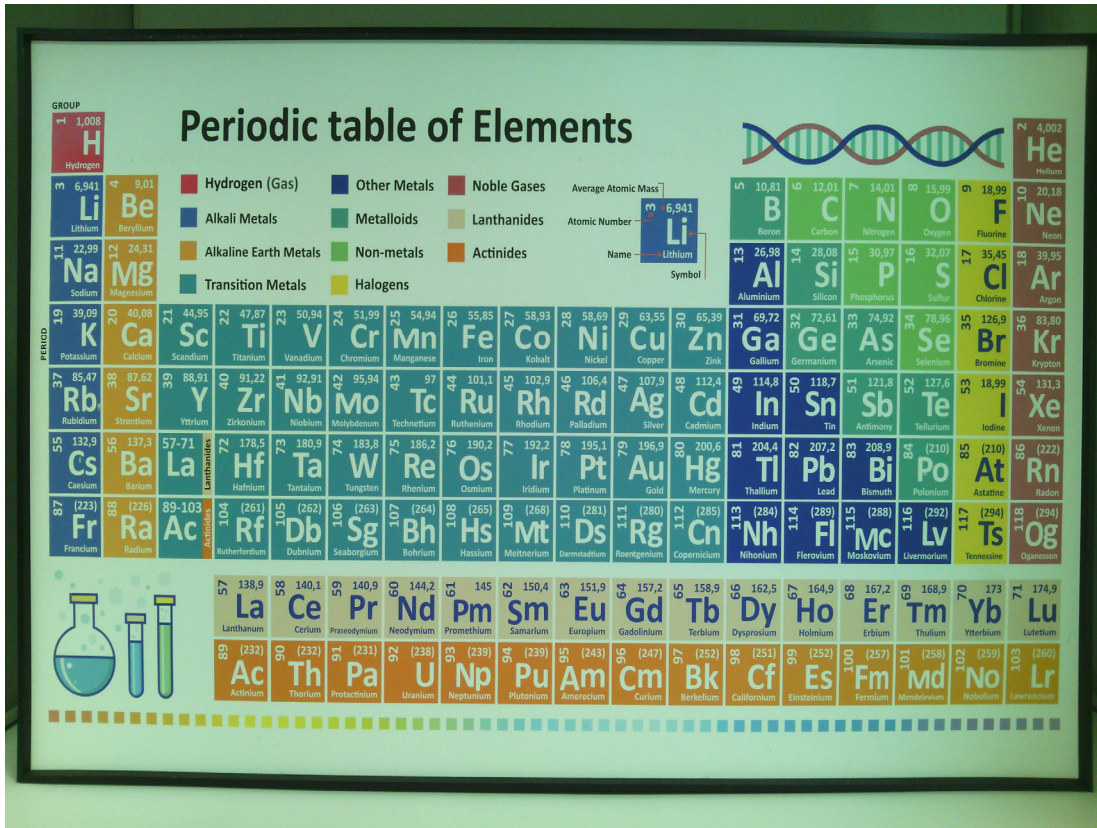 GROUP
Periodic table of Elements
1 1,008
H
Hydrogen
2 4,002
He
Helium
Hydrogen (Gas)
Alkali Metals
Alkaline Earth Metals
Transition Metals
Other Metals
Metalloids
Non-metals
Halogens
Noble Gases
Lanthanides
Actinides
Average Atomic Mass
Atomic Number
Name
Symbol
3 6,941
Li
Lithium
3 6,941 4 9,01 5 10,81 6 12,01 7 14,01 8 15,99 9 18,99 10 20,18
Li Be B C N O F Ne
Lithium Beryllium Boron Carbon Nitrogen Oxygen Fluorine Neon
11 22,99 12 24,31 13 26,98 14 28,08 15 30,97 16 32,07 17 35,45 18 39,95
Na Mg Al Si P S Cl Ar
Sodium Magnesium Aluminium Silicon Phosphorus Sulfur Chlorine Argon
PERIOD
19 39,09 20 40,08 21 44,95 22 47,87 23 50,94 24 51,99 25 54,94 26 55,85 27 58,93 28 58,69 29 63,55 30 65,39 31 69,72 32 72,61 33 74,92 34 78,96 35 126,9 36 83,80
K Ca Sc Ti V Cr Mn Fe Co Ni Cu Zn Ga Ge As Se Br Kr
Potassium Calcium Scandium Titanium Vanadium Chromium Manganese Iron Kobalt Nickel Copper Zink Gallium Germanium Arsenic Selenium Bromine Krypton
37 85,47 38 87,62 39 88,91 40 91,22 41 92,91 42 95,94 43 97 44 101,1 45 102,9 46 106,4 47 107,9 48 112,4 49 114,8 50 118,7 51 121,8 52 127,6 53 18,99 54 131,3
Rb Sr Y Zr Nb Mo Tc Ru Rh Rd Ag Cd In Sn Sb Te I Xe
Rubidium Strontium Yttrium Zirkonium Niobium Molybdenum Technetium Ruthenium Rhodium Palladium Silver Cadmium Indium Tin Antimony Tellurium Iodine Xenon
55 132,9 56 137,3 57-71 72 178,5 73 180,9 74 183,8 75 186,2 76 190,2 77 192,2 78 195,1 79 196,9 80 200,6 81 204,4 82 207,2 83 208,9 84 (210) 85 (210) 86 (222)
Cs Ba La Lanthanides Hf Ta W Re Os Ir Pt Au Hg Tl Pb Bi Po At Rn
Caesium Barium Hafnium Tantalum Tungsten Rhenium Osmium Iridium Platinum Gold Mercury Thallium Lead Bismuth Polonium Astatine Radon
87 (223) 88 (226) 89-103 104 (261) 105 (262) 106 (263) 107 (264) 108 (265) 109 (268) 110 (281) 111 (280) 112 (285) 113 (284) 114 (289) 115 (288) 116 (292) 117 (294) 118 (294)
Fr Ra Ac Actinides Rf Db Sg Bh Hs Mt Ds Rg Cn Nh Fl Mc Lv Ts Og
Francium Radium Rutherfordium Dubnium Seaborgium Bohrium Hassium Meitnerium Darmstadtium Roentgenium Copernicium Nihonium Flerovium Moskovium Livermorium Tennessine Oganesson
57 138,9 58 140,1 59 140,9 60 144,2 61 145 62 150,4 63 151,9 64 157,2 65 158,9 66 162,5 67 164,9 68 167,2 69 168,9 70 173 71 174,9
La Ce Pr Nd Pm Sm Eu Gd Tb Dy Ho Er Tm Yb Lu
Lanthanum Cerium Praseodymium Neodymium Promethium Samarium Europium Gadolinium Terbium Dysprosium Holmium Erbium Thulium Ytterbium Lutetium
89 (232) 90 (232) 91 (231) 92 (238) 93 (239) 94 (239) 95 (243) 96 (247) 97 (252) 98 (251) 99 (252) 100 (257) 101 (258) 102 (259) 103 (260)
Ac Th Pa U Np Pu Am Cm Bk Cf Es Fm Md No Lr
Actinium Thorium Protactinium Uranium Neptunium Plutonium Amerecium Curium Berkelium Californium Einsteinium Fermium Mendelevium Nobelium Lawrencium